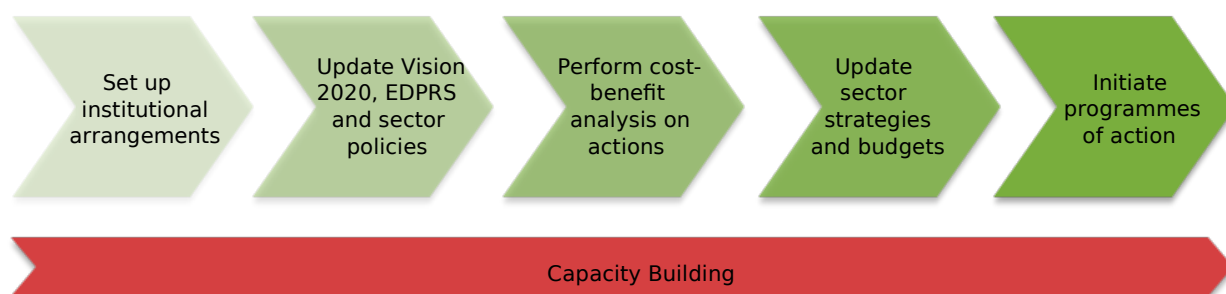 Set up
institutional
arrangements
Update Vision
2020, EDPRS
and sector
policies
Perform cost-
benefit
analysis on
actions
Update
sector
strategies
and budgets
Initiate
programmes
of action
Capacity Building